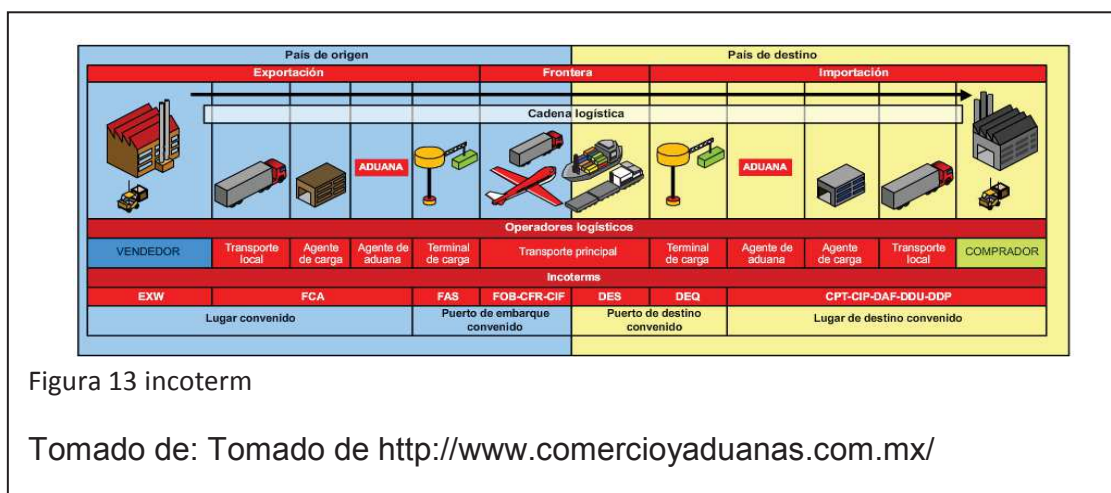 País de origen
País de destino
Exportación
Frontera
Importación
Cadena logística
ADUANA
ADUANA
Operadores logísticos
VENDEDOR
Transporte
local
Agente
de carga
Agente de
aduana
Terminal
de carga
Transporte principal
Terminal
de carga
Agente de
aduana
Agente
de carga
Transporte
local
COMPRADOR
Incoterms
EXW
FCA
FAS
FOB-CFR-CIF
DES
DEQ
CPT-CIP-DAF-DDU-DDP
Lugar convenido
Puerto de embarque
convenido
Puerto de destino
convenido
Lugar de destino convenido
Figura 13 incoterm
Tomado de: Tomado de http://www.comercioyaduanas.com.mx/